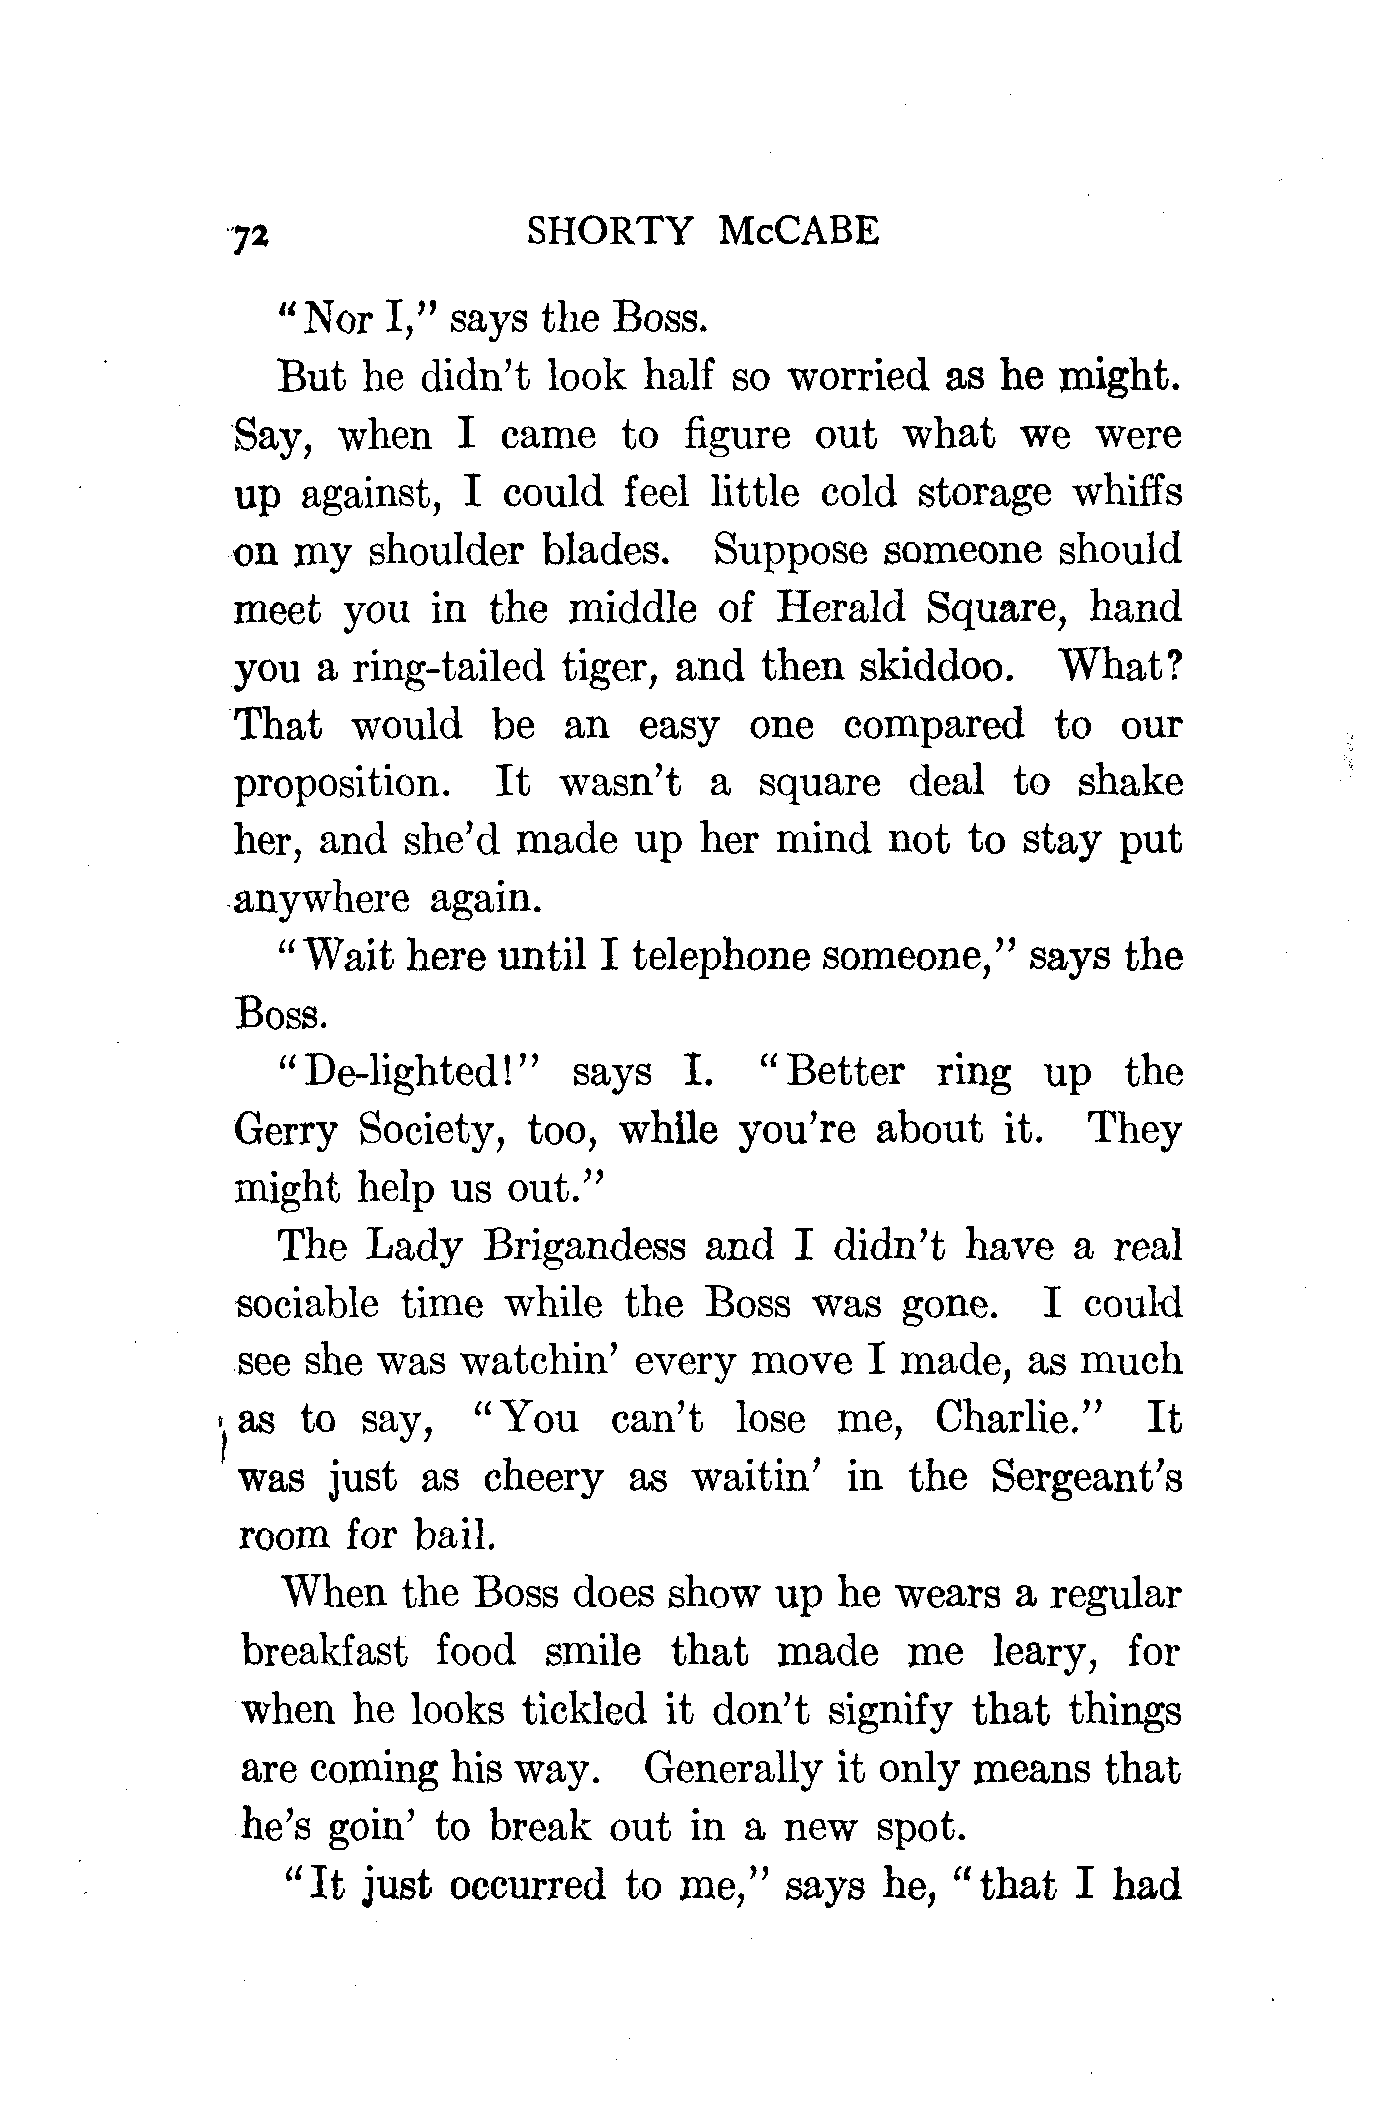 72 SHORTY McCABE
"Nor I," says the Boss.
But he didn't look half so worried as he might.
Say, when I came to figure out what we were
up against, I could feel little cold storage whiffs
on my shoulder blades. Suppose someone should
meet you in the middle of Herald Square, hand
you a ring-tailed tiger, and then skiddoo. What?
That would be an easy one compared to our
proposition. It wasn't a square deal to shake
her, and she'd made up her mind not to stay put
anywhere again.
"Wait here until I telephone someone," says the
Boss.
"De-lighted!" says I. "Better ring up the
Gerry Society, too, while you're about it. They
might help us out."
The Lady Brigandess and I didn't have a real
sociable time while the Boss was gone. I could
see she was watchin' every move I made, as much
as to say, "You can't lose me, Charlie." It
was just as cheery as waitin' in the Sergeant's
room for bail.
When the Boss does show up he wears a regular
breakfast food smile that made me leary, for
when he looks tickled it don't signify that things
are coming his way. Generally it only means that
he's goin' to break out in a new spot.
"It just occurred to me," says he, "that I had